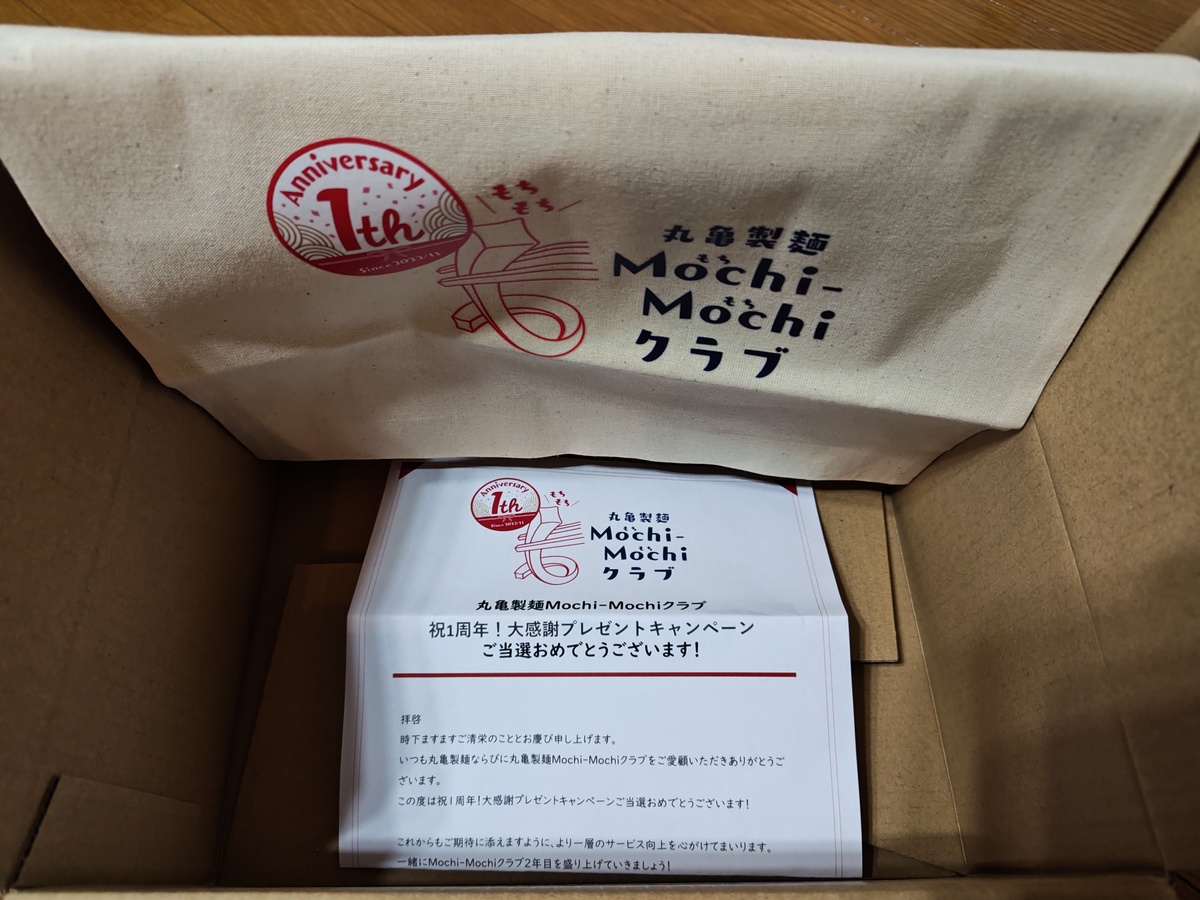 Anniversary
1th
Since 2023/11
もち
もち
丸亀製麺
もち
Mochi-
もち
Mochi
クラブ
Anniversary
1th
Since 2023/11
もち
もち
丸亀製麺
もち
Mochi-
もち
Mochi
クラブ
丸亀製麺Mochi-Mochiクラブ
祝1周年！大感謝プレゼントキャンペーン
ご当選おめでとうございます！
拝啓
時下ますますご清栄のこととお慶び申し上げます。
いつも丸亀製麺ならびに丸亀製麺Mochi-Mochiクラブをご愛顧いただきありがとうご
ざいます。
この度は祝1周年！大感謝プレゼントキャンペーンご当選おめでとうございます！
これからもご期待に添えますように、より一層のサービス向上を心がけてまいります。
一緒にMochi-Mochiクラブ2年目を盛り上げていきましょう！